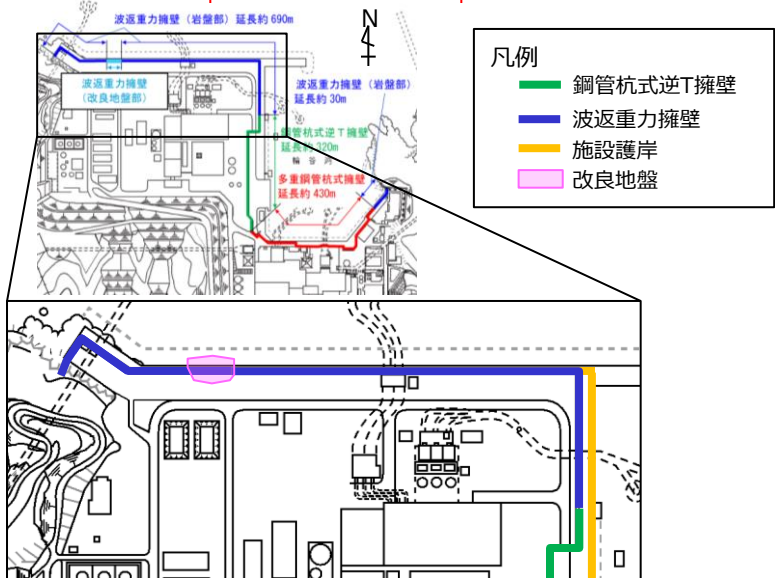 波返重力擁壁（岩盤部）延長約690m
N
波返重力擁壁
（改良地盤部）
波返重力擁壁（岩盤部）
延長約30m
鋼管杭式逆T擁壁
延長約320m
輪谷湾
多重鋼管杭式擁壁
延長約430m
凡例
鋼管杭式逆T擁壁
波返重力擁壁
施設護岸
改良地盤